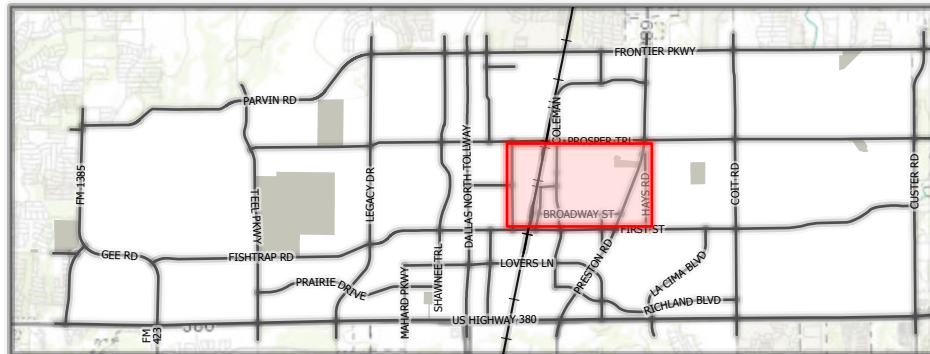 FRONTIER PKWY
PARVIN RD
COLEMAN
PROSPER TRL
DALLAS NORTH TOLLWAY
FM 1385
TEEL PKWY
LEGACY DR
HAYS RD
COIT RD
CUSTER RD
BROADWAY ST
FIRST ST
GEE RD
FISHTRAP RD
SHAWNEE TRL
LOVERS LN
PRESTON RD
LA CIMA BLVD
PRAIRIE DRIVE
MAHARD PKWY
RICHLAND BLVD
US HIGHWAY 380
FM
423